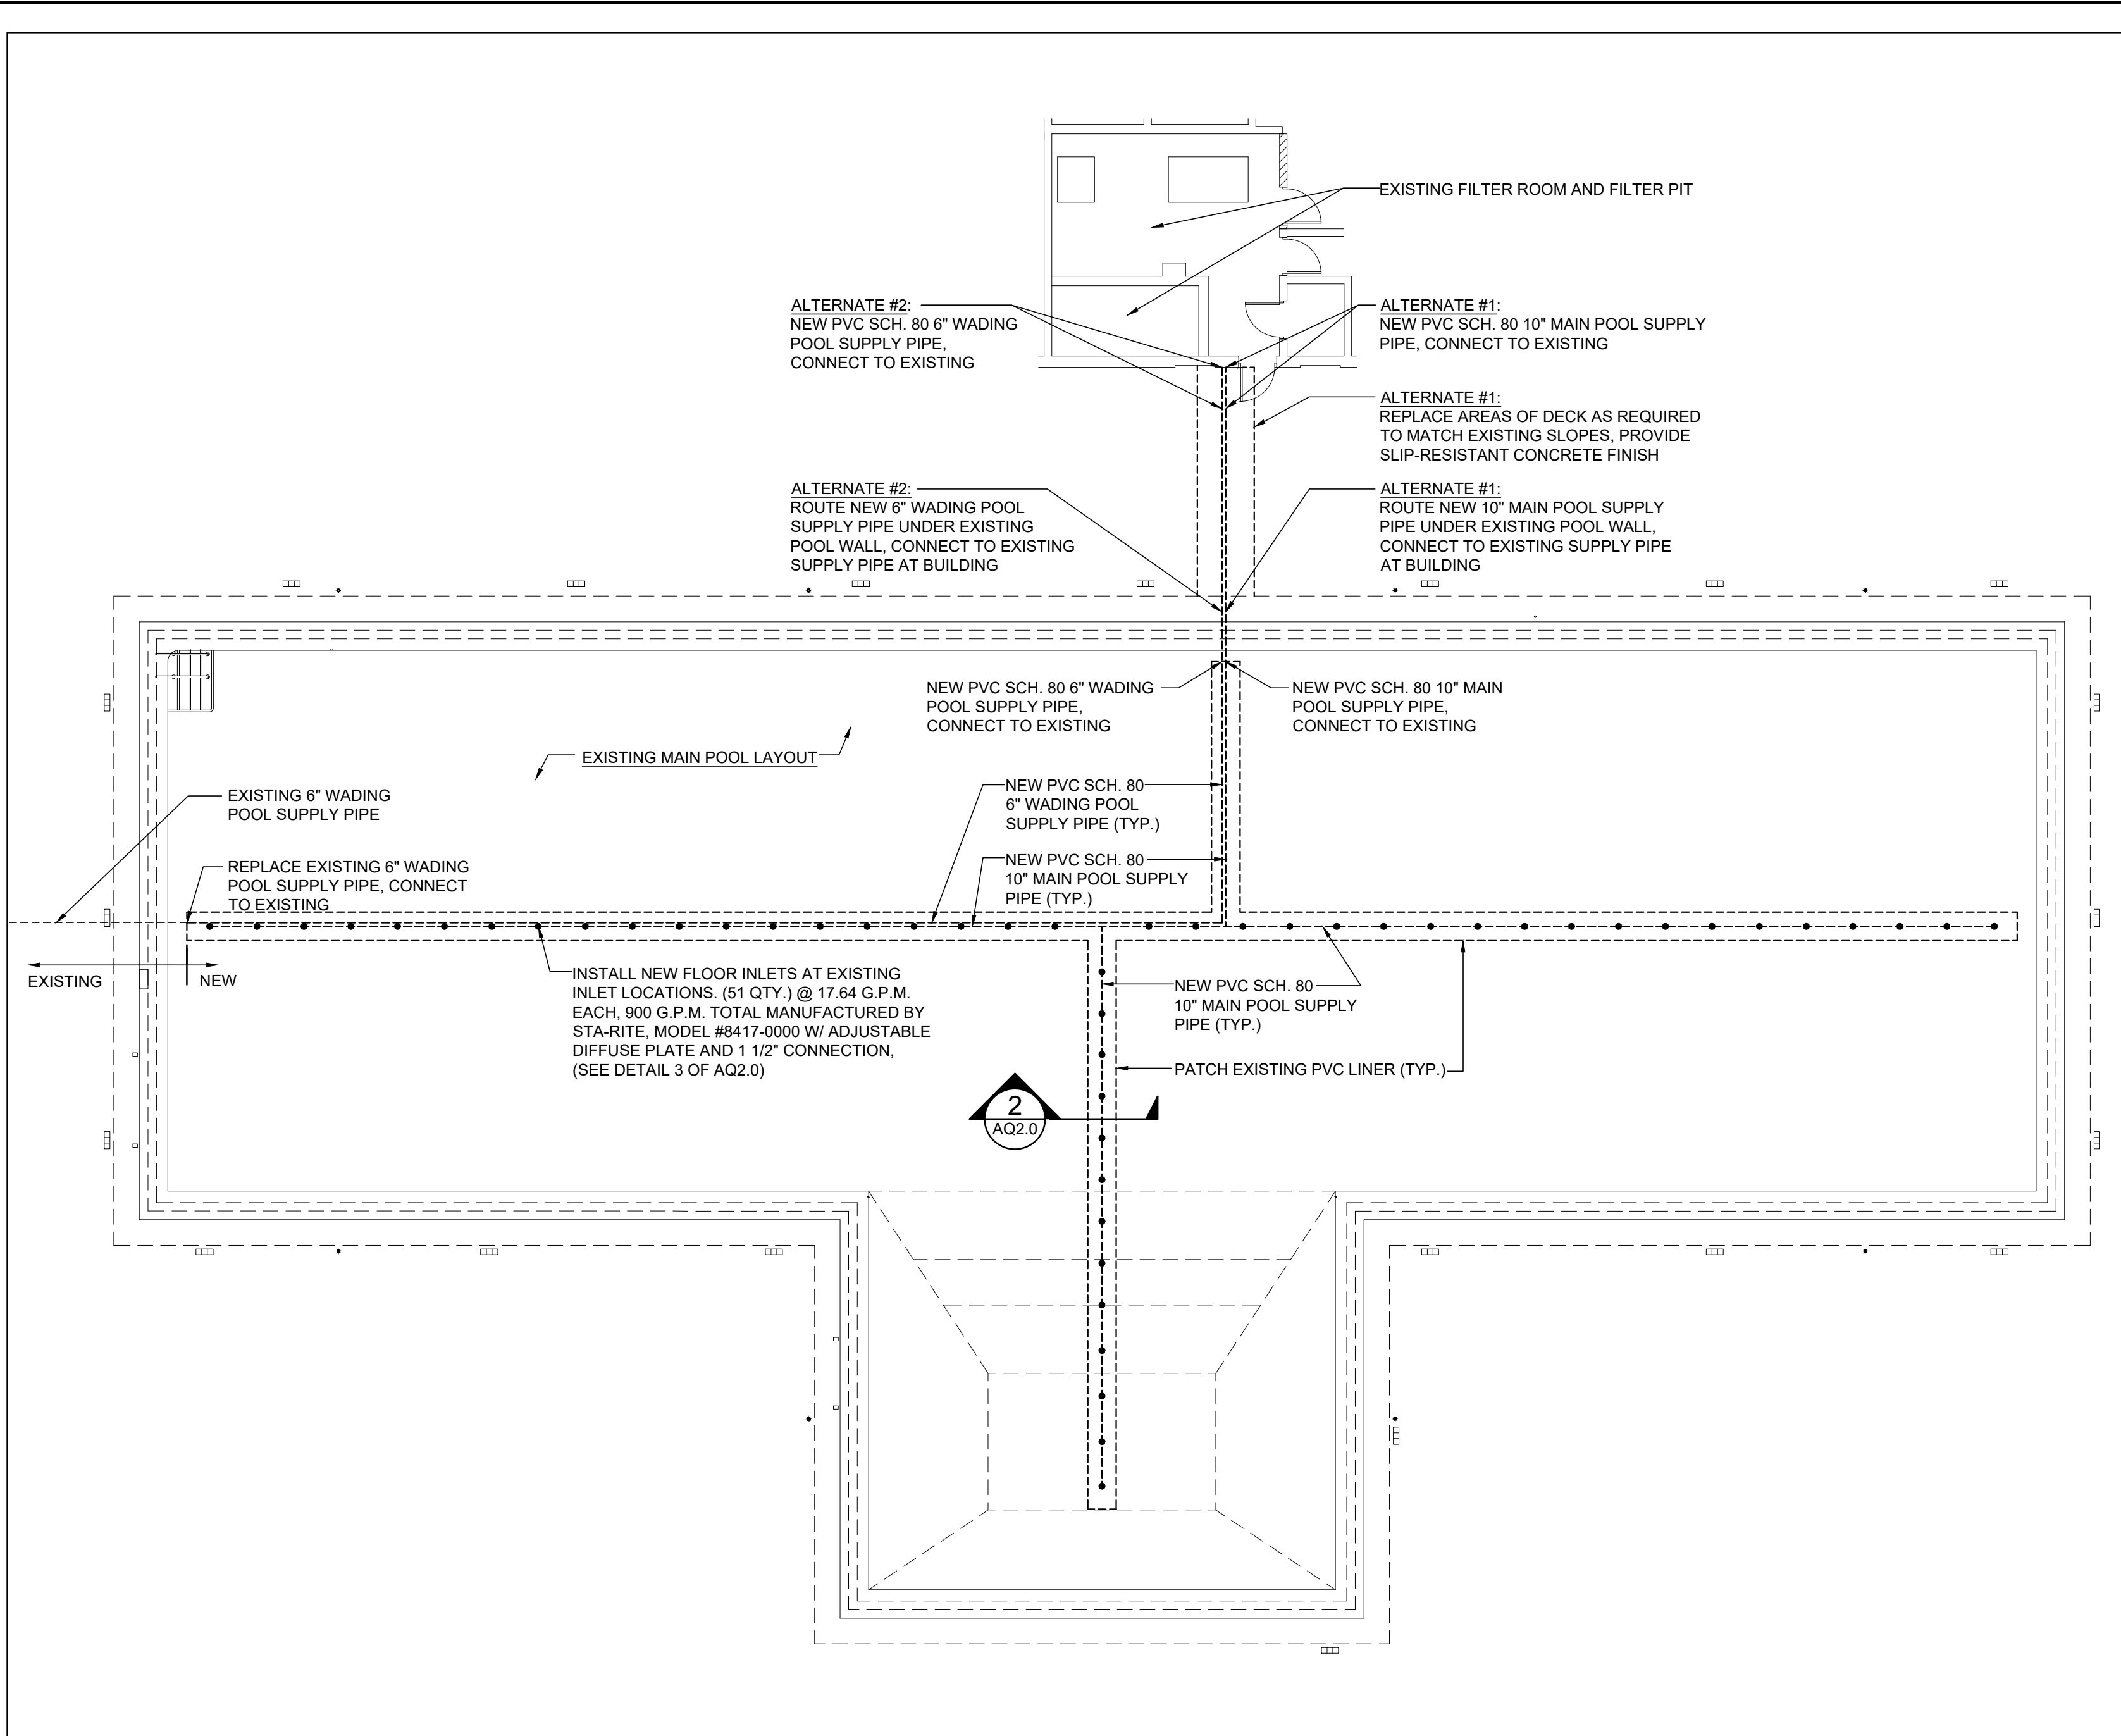 EXISTING FILTER ROOM AND FILTER PIT
ALTERNATE #2:
NEW PVC SCH. 80 6" WADING
POOL SUPPLY PIPE,
CONNECT TO EXISTING
ALTERNATE #1:
NEW PVC SCH. 80 10" MAIN POOL SUPPLY
PIPE, CONNECT TO EXISTING
ALTERNATE #1:
REPLACE AREAS OF DECK AS REQUIRED
TO MATCH EXISTING SLOPES, PROVIDE
SLIP-RESISTANT CONCRETE FINISH
ALTERNATE #2:
ROUTE NEW 6" WADING POOL
SUPPLY PIPE UNDER EXISTING
POOL WALL, CONNECT TO EXISTING
SUPPLY PIPE AT BUILDING
ALTERNATE #1:
ROUTE NEW 10" MAIN POOL SUPPLY
PIPE UNDER EXISTING POOL WALL,
CONNECT TO EXISTING SUPPLY PIPE
AT BUILDING
NEW PVC SCH. 80 6" WADING
POOL SUPPLY PIPE,
CONNECT TO EXISTING
NEW PVC SCH. 80 10" MAIN
POOL SUPPLY PIPE,
CONNECT TO EXISTING
EXISTING MAIN POOL LAYOUT
EXISTING 6" WADING
POOL SUPPLY PIPE
NEW PVC SCH. 80
6" WADING POOL
SUPPLY PIPE (TYP.)
REPLACE EXISTING 6" WADING
POOL SUPPLY PIPE, CONNECT
TO EXISTING
NEW PVC SCH. 80
10" MAIN POOL SUPPLY
PIPE (TYP.)
EXISTING
NEW
INSTALL NEW FLOOR INLETS AT EXISTING
INLET LOCATIONS. (51 QTY.) @ 17.64 G.P.M.
EACH, 900 G.P.M. TOTAL MANUFACTURED BY
STA-RITE, MODEL #8417-0000 W/ ADJUSTABLE
DIFFUSE PLATE AND 1 1/2" CONNECTION,
(SEE DETAIL 3 OF AQ2.0)
NEW PVC SCH. 80
10" MAIN POOL SUPPLY
PIPE (TYP.)
PATCH EXISTING PVC LINER (TYP.)
2
AQ2.0